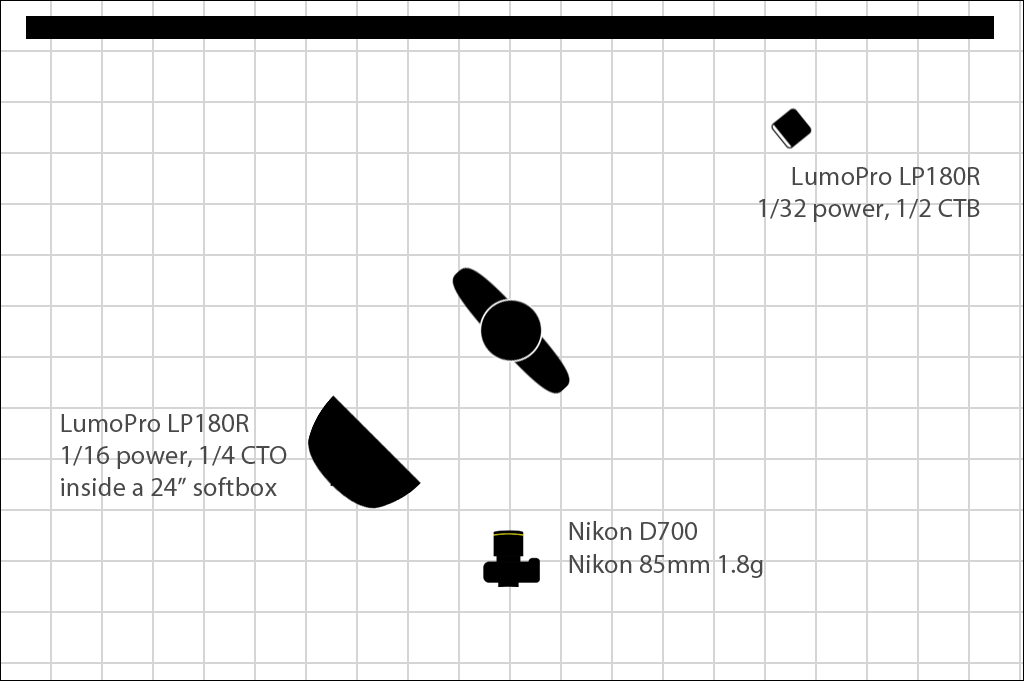 LumoPro LP180R
1/32 power, 1/2 CTB
LumoPro LP180R
1/16 power, 1/4 CTO
inside a 24” softbox
Nikon D700
Nikon 85mm 1.8g